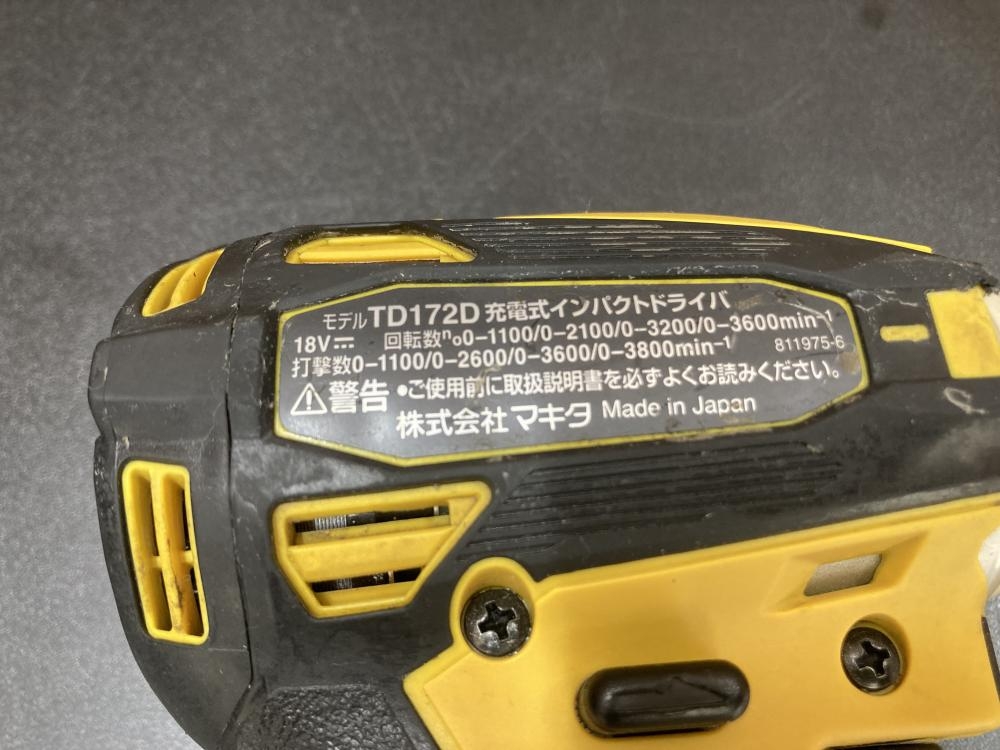 モデルTD172D 充電式インパクトドライバ
18V⎓ 回転数n₀0-1100/0-2100/0-3200/0-3600min⁻¹
打撃数0-1100/0-2600/0-3600/0-3800min⁻¹ 811975-6
⚠警告 •ご使用前に取扱説明書を必ずよくお読みください。
株式会社 マキタ Made in Japan